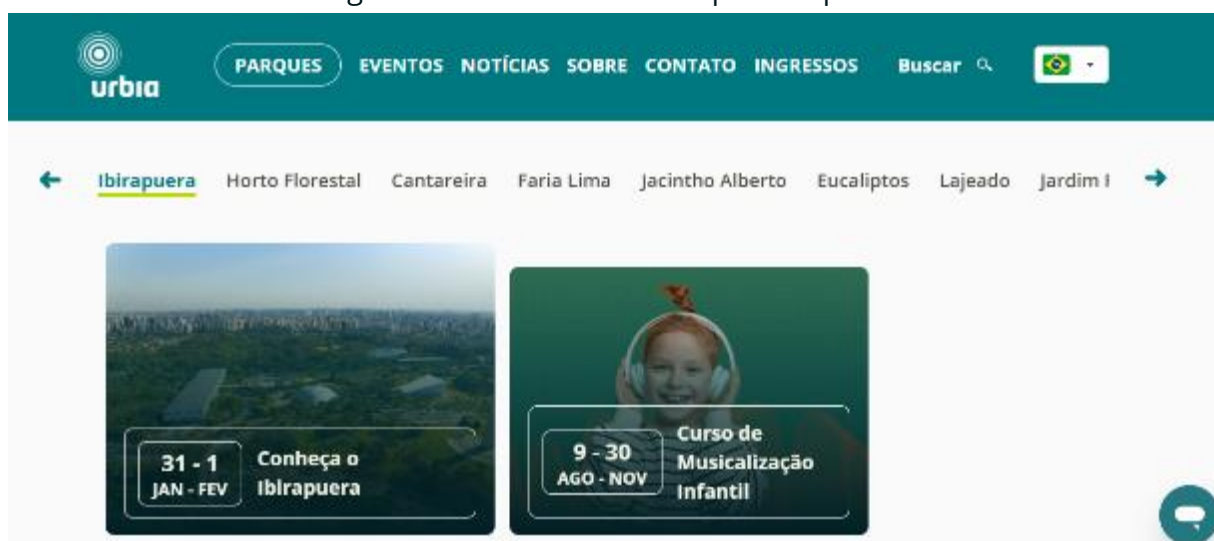 urbia
PARQUES EVENTOS NOTÍCIAS SOBRE CONTATO INGRESSOS Buscar
Ibirapuera Horto Florestal Cantareira Faria Lima Jacintho Alberto Eucaliptos Lajeado Jardim
31 - 1
JAN - FEV
Conheça o
Ibirapuera
9 - 30
AGO - NOV
Curso de
Musicalização
Infantil